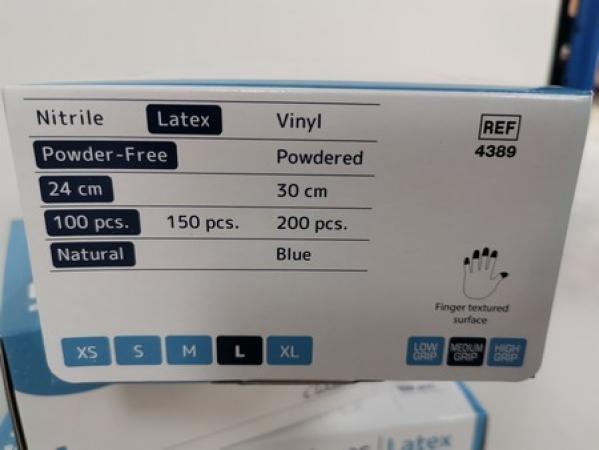 Nitrile Latex Vinyl
Powder-Free Powdered
24 cm 30 cm
100 pcs. 150 pcs. 200 pcs.
Natural Blue
REF
4389
Finger textured
surface
XS S M L XL
LOW
GRIP
MEDIUM
GRIP
HIGH
GRIP
Latex